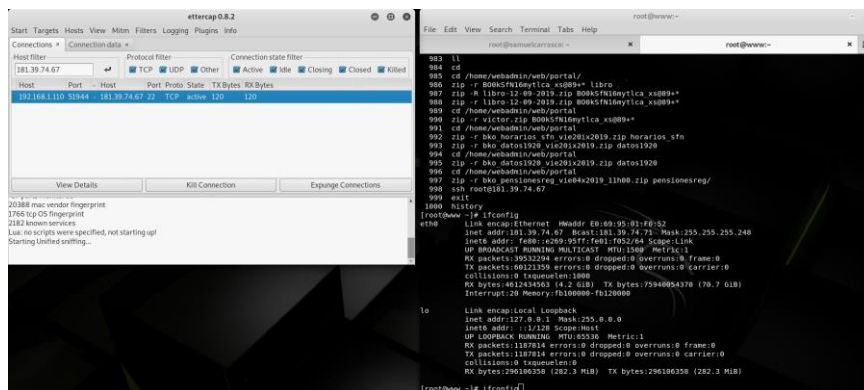 ettercap 0.8.2
Start Targets Hosts View Mitm Filters Logging Plugins Info
Connections × Connection data ×
Host filter Protocol filter Connection state filter
181.39.74.67 TCP UDP Other Active Idle Closing Closed Killed
Host Port - Host Port Proto State TX Bytes RX Bytes
192.168.1.110 51944 - 181.39.74.67 22 TCP active 120 120
View Details Kill Connection Expunge Connections
20388 mac vendor fingerprint
1766 tcp OS fingerprint
2182 known services
Lua: no scripts were specified, not starting up!
Starting Unified sniffing...
root@www:~
File Edit View Search Terminal Tabs Help
root@samuelcarrasco: ~ × root@www:~ ×
983 ll
984 cd
985 cd /home/webadmin/web/portal/
986 zip -r libro
987 zip -R libro-12-09-2019.zip
988 zip -r libro-12-09-2019.zip
989 cd /home/webadmin/web/portal
990 zip -r victor.zip
991 cd /home/webadmin/web/portal
992 zip -r bko_horarios_sfn_vie20ix2019.zip horarios_sfn
993 zip -r bko_datos1920_vie20ix2019.zip datos1920
994 cd /home/webadmin/web/portal
995 zip -r bko_datos1920_vie20ix2019.zip datos1920
996 cd /home/webadmin/web/portal
997 zip -r bko_pensionesreg_vie04x2019_11h00.zip pensionesreg/
998 ssh root@181.39.74.67
999 exit
1000 history
[root@www ~]# ifconfig
eth0 Link encap:Ethernet HWaddr E0:69:95:01:F0:52
inet addr:181.39.74.67 Bcast:181.39.74.71 Mask:255.255.255.248
inet6 addr: fe80::e269:95ff:fe01:f052/64 Scope:Link
UP BROADCAST RUNNING MULTICAST MTU:1500 Metric:1
RX packets:39532294 errors:0 dropped:0 overruns:0 frame:0
TX packets:60121359 errors:0 dropped:0 overruns:0 carrier:0
collisions:0 txqueuelen:1000
RX bytes:4612434563 (4.2 GiB) TX bytes:75940054370 (70.7 GiB)
Interrupt:20 Memory:fb100000-fb120000
lo Link encap:Local Loopback
inet addr:127.0.0.1 Mask:255.0.0.0
inet6 addr: ::1/128 Scope:Host
UP LOOPBACK RUNNING MTU:65536 Metric:1
RX packets:1187814 errors:0 dropped:0 overruns:0 frame:0
TX packets:1187814 errors:0 dropped:0 overruns:0 carrier:0
collisions:0 txqueuelen:0
RX bytes:296106358 (282.3 MiB) TX bytes:296106358 (282.3 MiB)
[root@www ~]# ifconfig